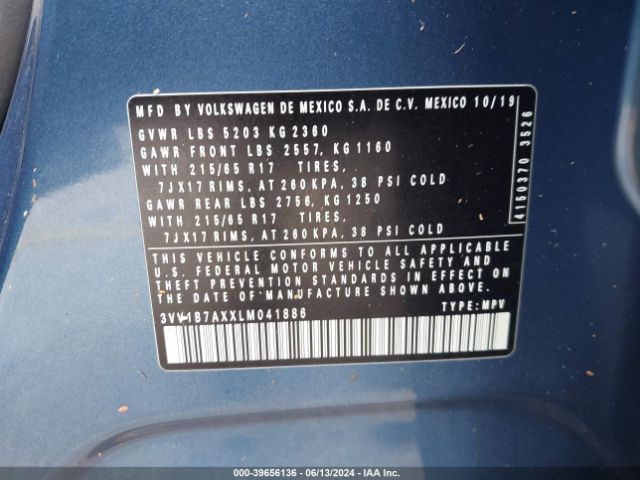 MFD BY VOLKSWAGEN DE MEXICO S.A. DE C.V. MEXICO 10/19
GVWR LBS 5203 KG 2360
GAWR FRONT LBS 2557, KG 1160
WITH 215/65 R17 TIRES,
7JX17 RIMS, AT 260 KPA, 38 PSI COLD
GAWR REAR LBS 2756, KG 1250
WITH 215/65 R17 TIRES,
7JX17 RIMS, AT 260 KPA, 38 PSI COLD
4150370 3526
THIS VEHICLE CONFORMS TO ALL APPLICABLE
U.S. FEDERAL MOTOR VEHICLE SAFETY AND
THEFT PREVENTION STANDARDS IN EFFECT ON
THE DATE OF MANUFACTURE SHOWN ABOVE
3VV1B7AXXLM041886 TYPE: MPV
000-39656136 - 06/13/2024 - IAA Inc.